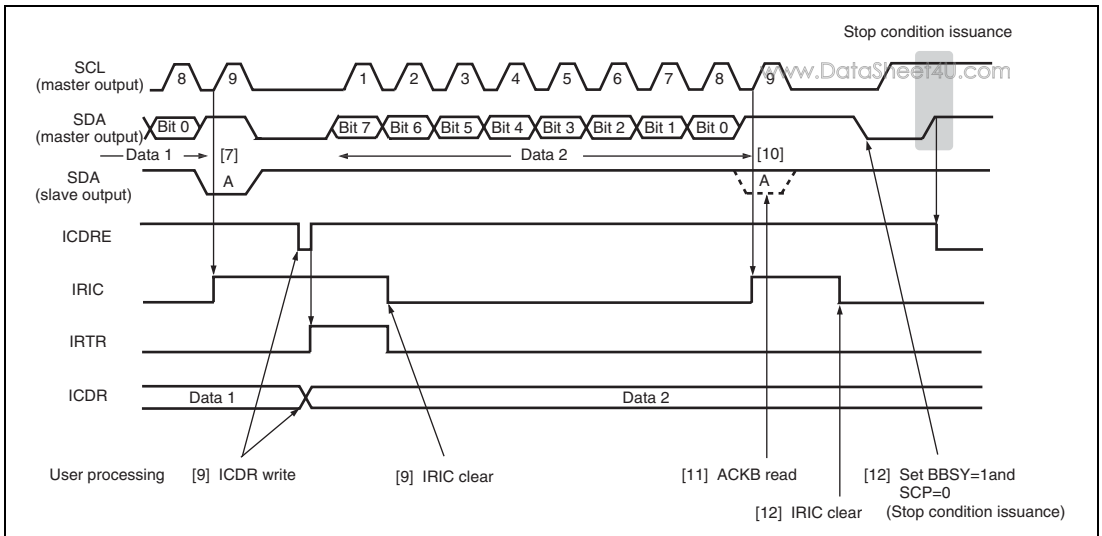 Stop condition issuance
SCL
(master output)
8 9 1 2 3 4 5 6 7 8 9
www.DataSheet4U.com
SDA
(master output)
Bit 0 Bit 7 Bit 6 Bit 5 Bit 4 Bit 3 Bit 2 Bit 1 Bit 0
Data 1 [7] Data 2 [10]
SDA
(slave output)
A A
ICDRE
IRIC
IRTR
ICDR
Data 1 Data 2
User processing [9] ICDR write [9] IRIC clear [11] ACKB read [12] Set BBSY=1and
SCP=0
[12] IRIC clear (Stop condition issuance)